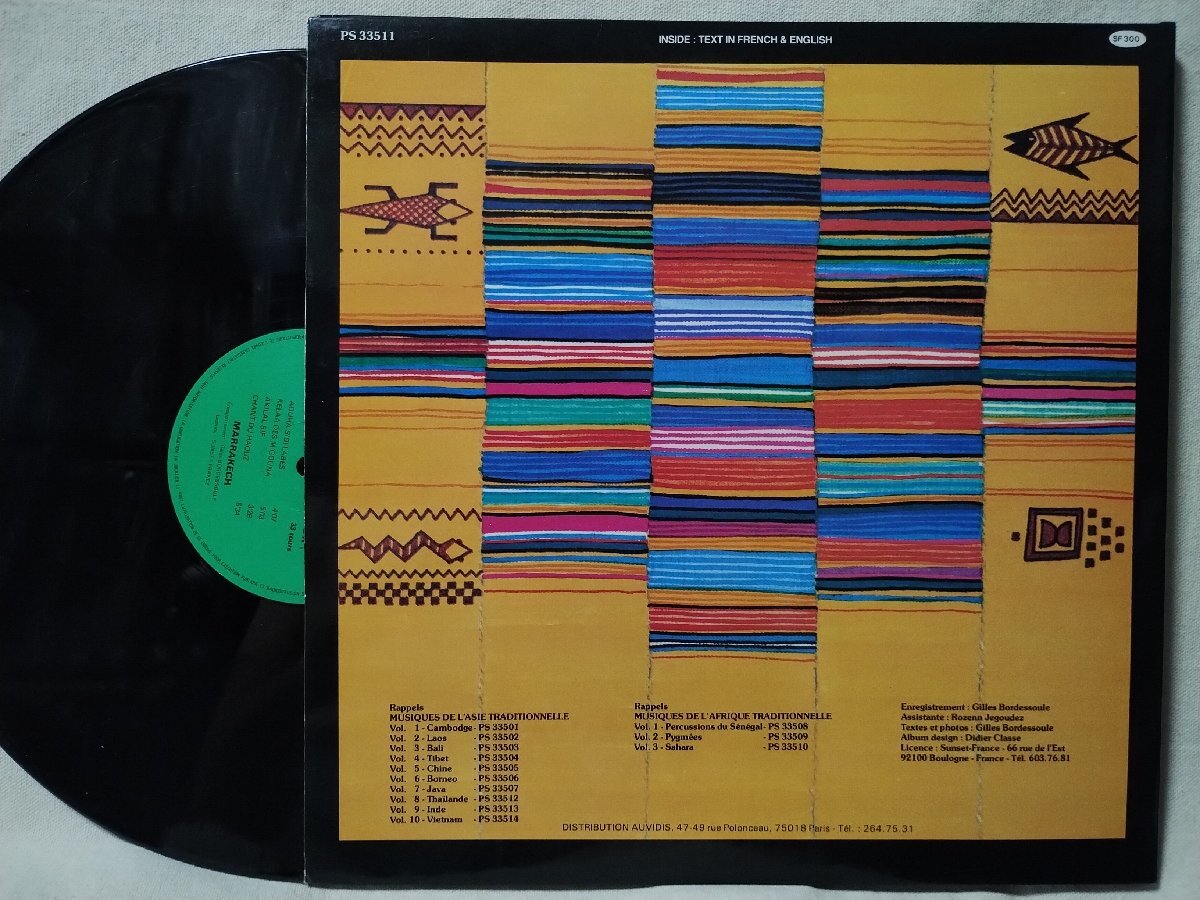 PS 33511
INSIDE : TEXT IN FRENCH & ENGLISH
SF 300
MARRAKECH
CHANT DU HAOUZ
33 tours
Rappels
MUSIQUES DE L'ASIE TRADITIONNELLE
Vol. 1 - Cambodge - PS 33501
Vol. 2 - Laos - PS 33502
Vol. 3 - Bali - PS 33503
Vol. 4 - Tibet - PS 33504
Vol. 5 - Chine - PS 33505
Vol. 6 - Borneo - PS 33506
Vol. 7 - Java - PS 33507
Vol. 8 - Thaïlande - PS 33512
Vol. 9 - Inde - PS 33513
Vol. 10 - Vietnam - PS 33514
Rappels
MUSIQUES DE L'AFRIQUE TRADITIONNELLE
Vol. 1 - Percussions du Sénégal - PS 33508
Vol. 2 - Pygmées - PS 33509
Vol. 3 - Sahara - PS 33510
Enregistrement : Gilles Bordessoule
Assistante : Rozenn Jegoudez
Textes et photos : Gilles Bordessoule
Album design : Didier Classe
Licence : Sunset-France - 66 rue de l'Est
92100 Boulogne - France - Tél. 603.76.81
DISTRIBUTION AUVIDIS, 47-49 rue Polonceau, 75018 Paris - Tél. : 264.75.31